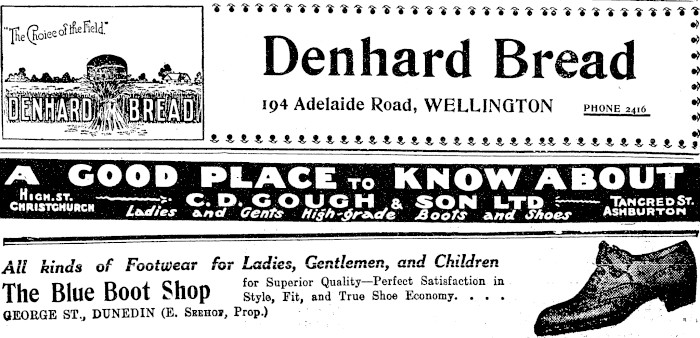 "The Choice of the Field."
DENHARD BREAD
Denhard Bread
194 Adelaide Road, WELLINGTON PHONE 2416
A GOOD PLACE TO KNOW ABOUT
HIGH. ST. CHRISTCHURCH
C. D. GOUGH & SON LTD
TANCRED ST. ASHBURTON
Ladies and Gents High-grade Boots and Shoes
All kinds of Footwear for Ladies, Gentlemen, and Children
The Blue Boot Shop
for Superior Quality—Perfect Satisfaction in
Style, Fit, and True Shoe Economy. . . .
GEORGE ST., DUNEDIN (E. SEEHOF, Prop.)